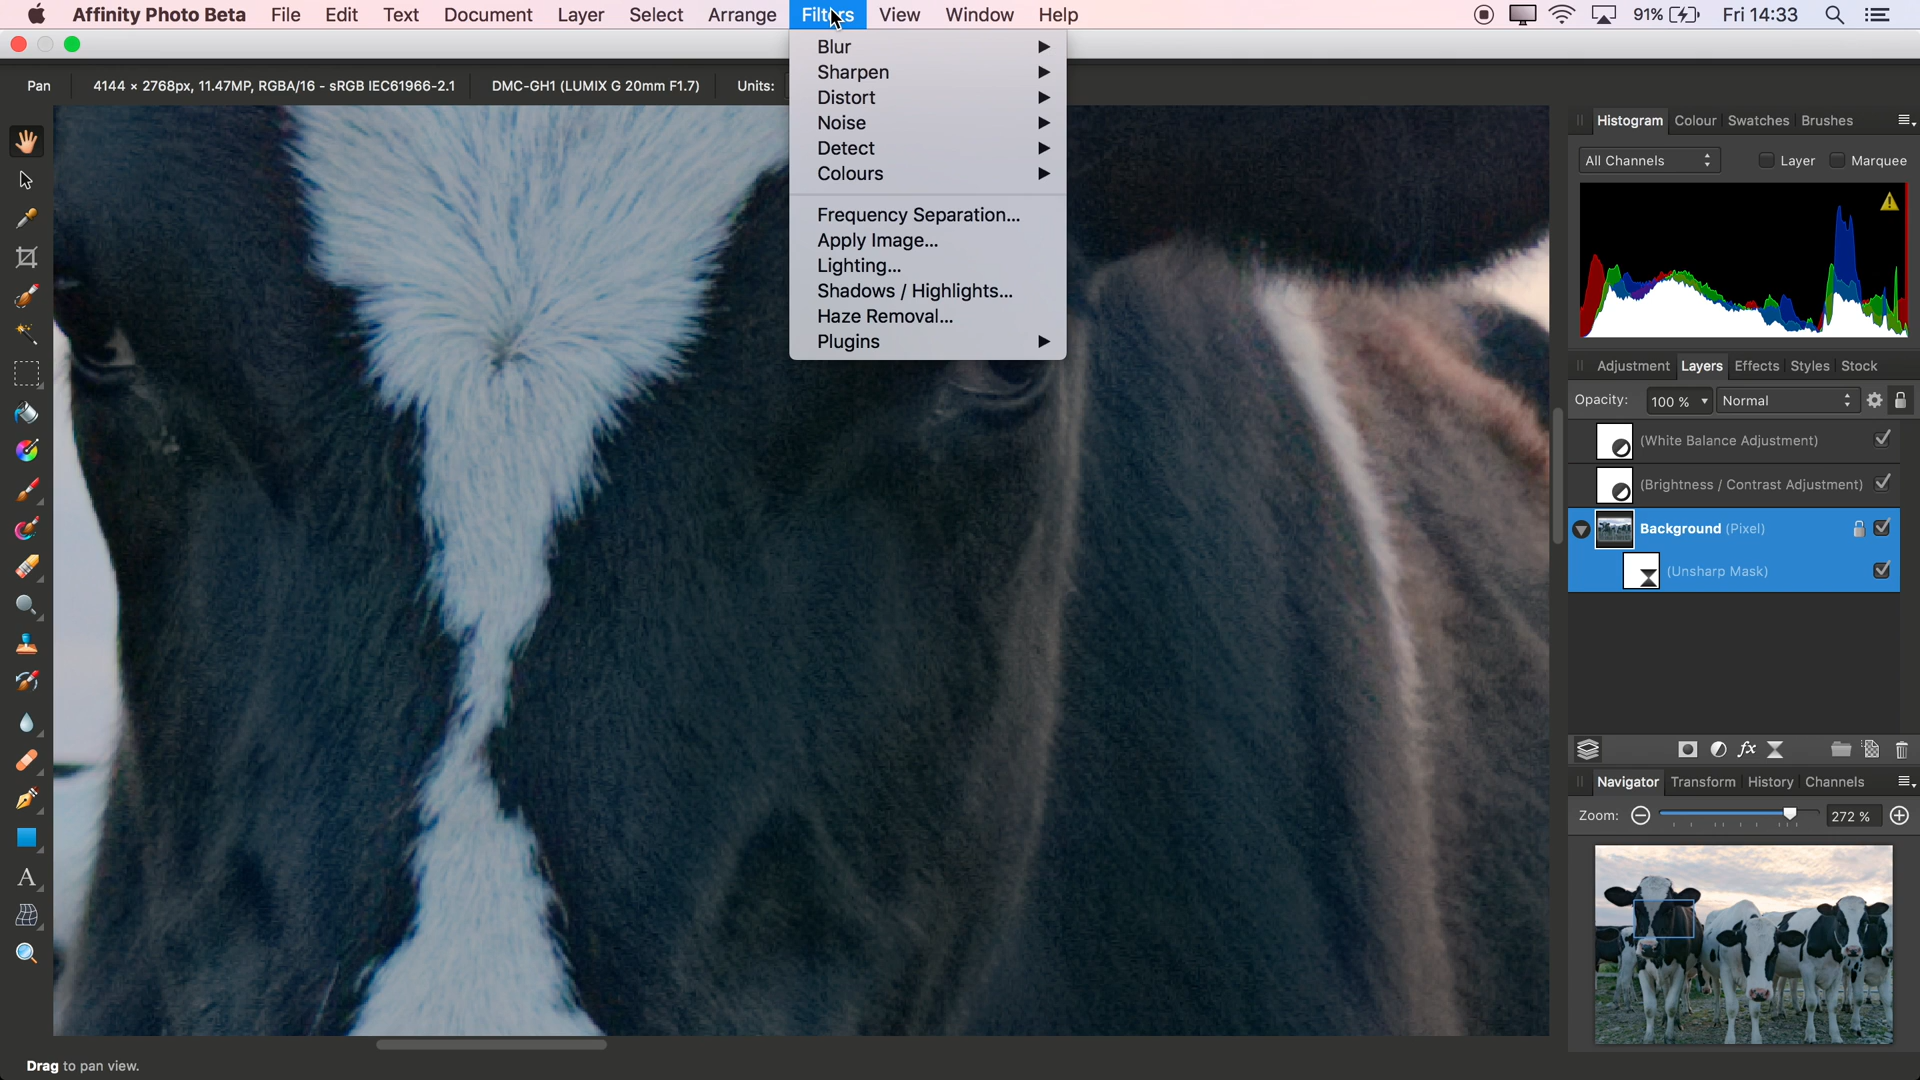 Affinity Photo Beta File Edit Text Document Layer Select Arrange Filters View Window Help 91% Fri 14:33
Pan 4144 × 2768px, 11.47MP, RGBA/16 - sRGB IEC61966-2.1 DMC-GH1 (LUMIX G 20mm F1.7) Units:
Blur
Sharpen
Distort
Noise
Detect
Colours
Frequency Separation...
Apply Image...
Lighting...
Shadows / Highlights...
Haze Removal...
Plugins
Histogram Colour Swatches Brushes
All Channels Layer Marquee
Adjustment Layers Effects Styles Stock
Opacity: 100 % Normal
(White Balance Adjustment)
(Brightness / Contrast Adjustment)
Background (Pixel)
(Unsharp Mask)
fx
Navigator Transform History Channels
Zoom: 272 %
A
Drag to pan view.